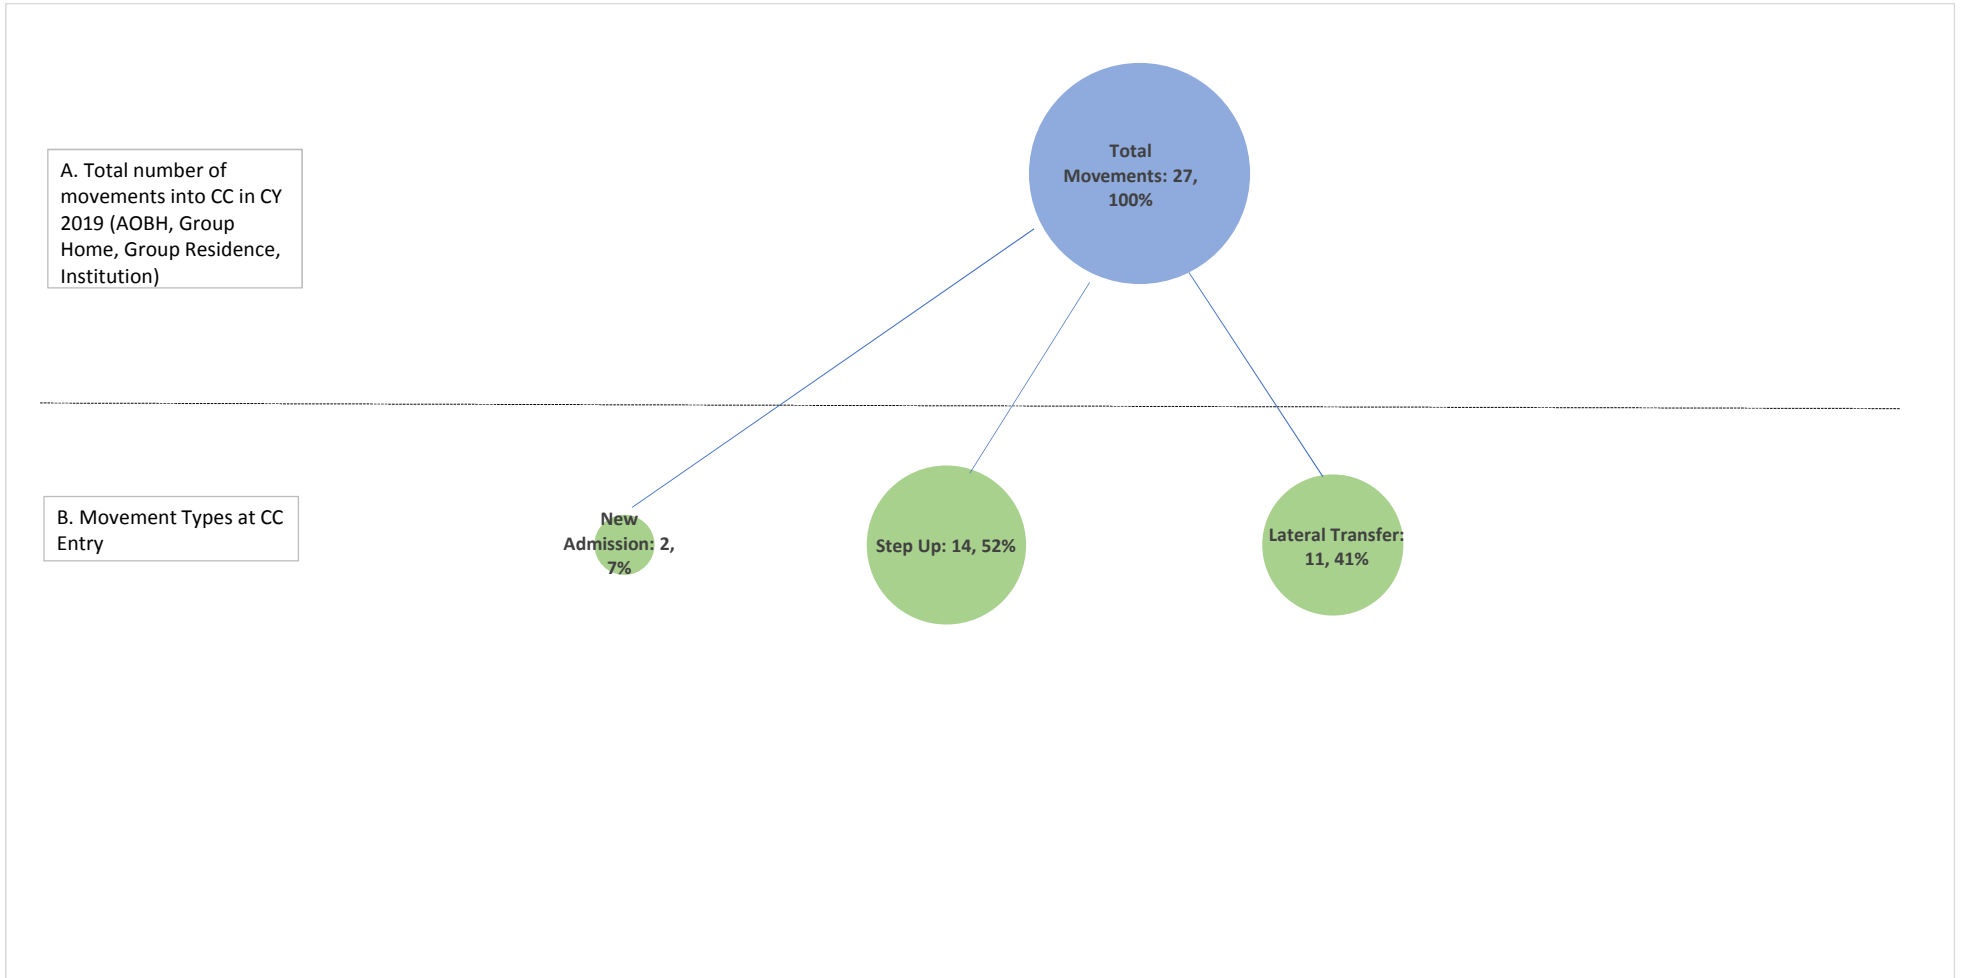 Total
Movements: 27,
100%
A. Total number of
movements into CC in CY
2019 (AOBH, Group
Home, Group Residence,
Institution)
B. Movement Types at CC
Entry
New
Admission: 2,
7%
Step Up: 14, 52%
Lateral Transfer:
11, 41%